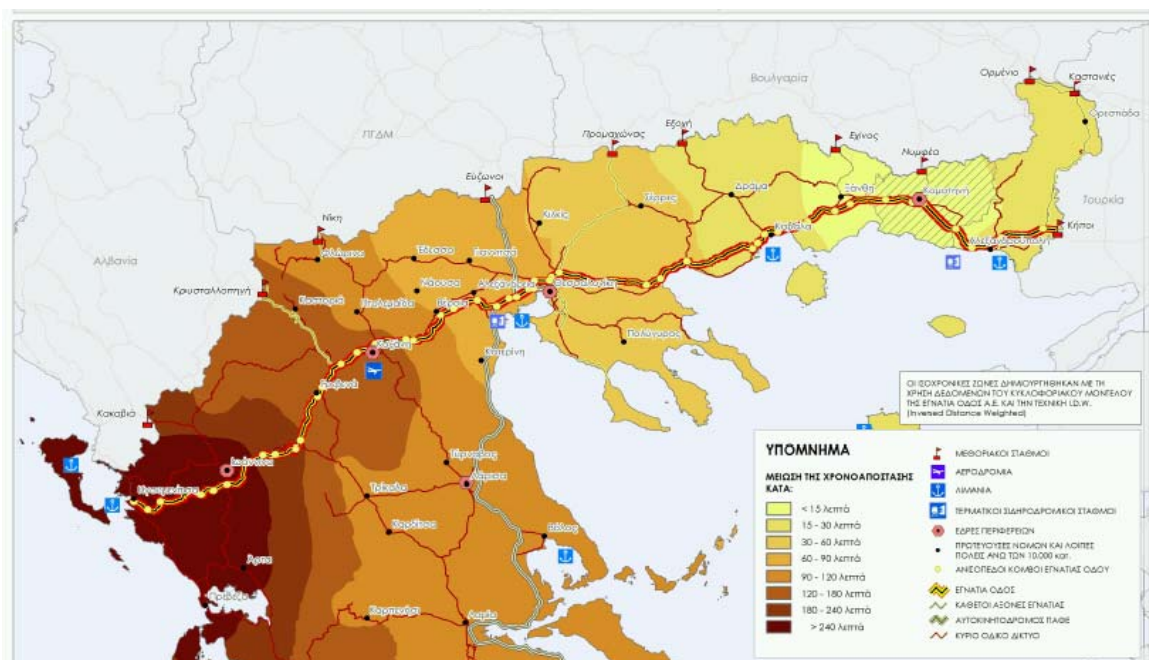 Βουλγαρία
Ορμένιο
Καστανιές
Ορεστιάδα
ΠΓΔΜ
Εξοχή
Προμαχώνας
Εχίνος
Νυμφέα
Εύζωνοι
Σέρρες
Δράμα
Ξάνθη
Κομοτηνή
Τουρκία
Κιλκίς
Νίκη
Καβάλα
Κήποι
Αλεξανδρούπολη
Φλώρινα
Έδεσσα
Γιαννιτσά
Αλβανία
Κρυσταλλοπηγή
Νάουσα
Αλεξάνδρεια
Θεσσαλονίκη
Καστοριά
Πτολεμαΐδα
Βέροια
Πολύγυρος
Κοζάνη
Κατερίνη
Γρεβενά
Κακαβιά
Ιωάννινα
Τύρναβος
Λάρισα
Ηγουμενίτσα
Τρίκαλα
Καρδίτσα
Βόλος
Άρτα
Πρέβεζα
Καρπενήσι
Λαμία
ΟΙ ΙΣΟΧΡΟΝΙΚΕΣ ΖΩΝΕΣ ΔΗΜΙΟΥΡΓΗΘΗΚΑΝ ΜΕ ΤΗ
ΧΡΗΣΗ ΔΕΔΟΜΕΝΩΝ ΤΟΥ ΚΥΚΛΟΦΟΡΙΑΚΟΥ ΜΟΝΤΕΛΟΥ
ΤΗΣ ΕΓΝΑΤΙΑ ΟΔΟΣ Α.Ε. ΚΑΙ ΤΗΝ ΤΕΧΝΙΚΗ I.D.W.
(Inversed Distance Weighted)
ΥΠΟΜΝΗΜΑ
ΜΕΙΩΣΗ ΤΗΣ ΧΡΟΝΟΑΠΟΣΤΑΣΗΣ
ΚΑΤΑ:
< 15 λεπτά
15 - 30 λεπτά
30 - 60 λεπτά
60 - 90 λεπτά
90 - 120 λεπτά
120 - 180 λεπτά
180 - 240 λεπτά
> 240 λεπτά
ΜΕΘΟΡΙΑΚΟΙ ΣΤΑΘΜΟΙ
ΑΕΡΟΔΡΟΜΙΑ
ΛΙΜΑΝΙΑ
ΤΕΡΜΑΤΙΚΟΙ ΣΙΔΗΡΟΔΡΟΜΙΚΟΙ ΣΤΑΘΜΟΙ
ΕΔΡΕΣ ΠΕΡΙΦΕΡΕΙΩΝ
ΠΡΩΤΕΥΟΥΣΕΣ ΝΟΜΩΝ ΚΑΙ ΛΟΙΠΕΣ
ΠΟΛΕΙΣ ΑΝΩ ΤΩΝ 10.000 κατ.
ΑΝΙΣΟΠΕΔΟΙ ΚΟΜΒΟΙ ΕΓΝΑΤΙΑΣ ΟΔΟΥ
ΕΓΝΑΤΙΑ ΟΔΟΣ
ΚΑΘΕΤΟΙ ΑΞΟΝΕΣ ΕΓΝΑΤΙΑΣ
ΑΥΤΟΚΙΝΗΤΟΔΡΟΜΟΣ ΠΑΘΕ
ΚΥΡΙΟ ΟΔΙΚΟ ΔΙΚΤΥΟ